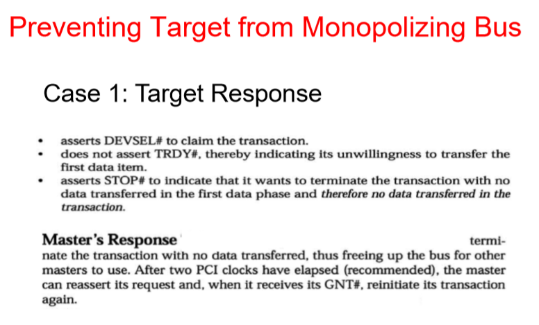 Preventing Target from Monopolizing Bus
Case 1: Target Response
• asserts DEVSEL# to claim the transaction.
• does not assert TRDY#, thereby indicating its unwillingness to transfer the
first data item.
• asserts STOP# to indicate that it wants to terminate the transaction with no
data transferred in the first data phase and therefore no data transferred in the
transaction.
Master's Response termi-
nate the transaction with no data transferred, thus freeing up the bus for other
masters to use. After two PCI clocks have elapsed (recommended), the master
can reassert its request and, when it receives its GNT#, reinitiate its transaction
again.